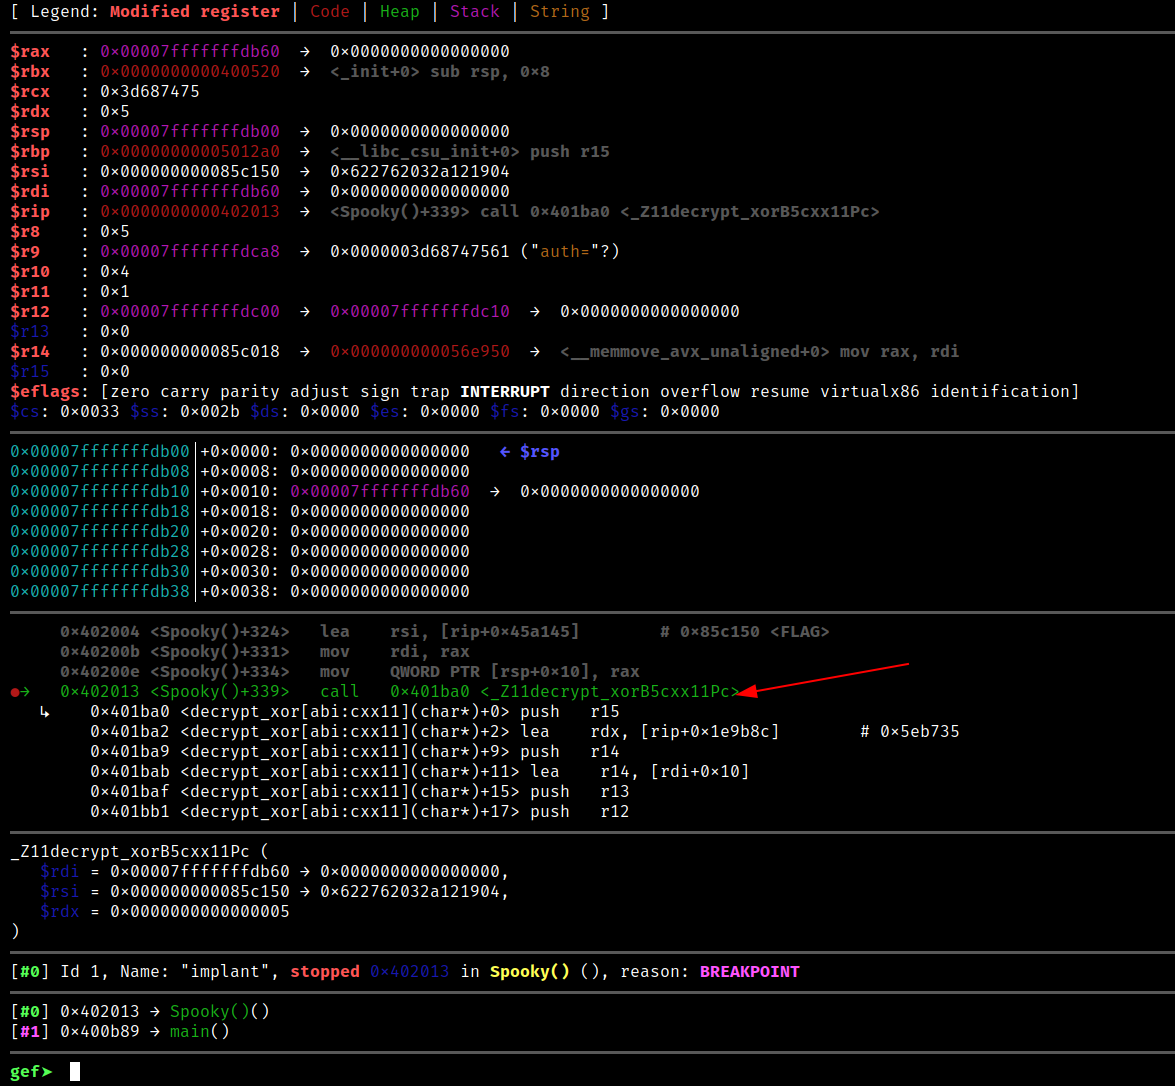 [ Legend: Modified register | Code | Heap | Stack | String ]
$rax   : 0x00007fffffffdb60  →  0x0000000000000000
$rbx   : 0x0000000000400520  →  <_init+0> sub rsp, 0x8
$rcx   : 0x3d687475
$rdx   : 0x5
$rsp   : 0x00007fffffffdb00  →  0x0000000000000000
$rbp   : 0x00000000005012a0  →  <__libc_csu_init+0> push r15
$rsi   : 0x000000000085c150  →  0x622762032a121904
$rdi   : 0x00007fffffffdb60  →  0x0000000000000000
$rip   : 0x0000000000402013  →  <Spooky()+339> call 0x401ba0 <_Z11decrypt_xorB5cxx11Pc>
$r8    : 0x5
$r9    : 0x00007fffffffdca8  →  0x0000003d68747561 ("auth="?)
$r10   : 0x4
$r11   : 0x1
$r12   : 0x00007fffffffdc00  →  0x00007fffffffdc10  →  0x0000000000000000
$r13   : 0x0
$r14   : 0x000000000085c018  →  0x000000000056e950  →  <__memmove_avx_unaligned+0> mov rax, rdi
$r15   : 0x0
$eflags: [zero carry parity adjust sign trap INTERRUPT direction overflow resume virtualx86 identification]
$cs: 0x0033 $ss: 0x002b $ds: 0x0000 $es: 0x0000 $fs: 0x0000 $gs: 0x0000
0x00007fffffffdb00│+0x0000: 0x0000000000000000   ← $rsp
0x00007fffffffdb08│+0x0008: 0x0000000000000000
0x00007fffffffdb10│+0x0010: 0x00007fffffffdb60  →  0x0000000000000000
0x00007fffffffdb18│+0x0018: 0x0000000000000000
0x00007fffffffdb20│+0x0020: 0x0000000000000000
0x00007fffffffdb28│+0x0028: 0x0000000000000000
0x00007fffffffdb30│+0x0030: 0x0000000000000000
0x00007fffffffdb38│+0x0038: 0x0000000000000000
0x402004 <Spooky()+324>   lea    rsi, [rip+0x45a145]        # 0x85c150 <FLAG>
0x40200b <Spooky()+331>   mov    rdi, rax
0x40200e <Spooky()+334>   mov    QWORD PTR [rsp+0x10], rax
●→   0x402013 <Spooky()+339>   call   0x401ba0 <_Z11decrypt_xorB5cxx11Pc>
↳    0x401ba0 <decrypt_xor[abi:cxx11](char*)+0> push   r15
0x401ba2 <decrypt_xor[abi:cxx11](char*)+2> lea    rdx, [rip+0x1e9b8c]        # 0x5eb735
0x401ba9 <decrypt_xor[abi:cxx11](char*)+9> push   r14
0x401bab <decrypt_xor[abi:cxx11](char*)+11> lea    r14, [rdi+0x10]
0x401baf <decrypt_xor[abi:cxx11](char*)+15> push   r13
0x401bb1 <decrypt_xor[abi:cxx11](char*)+17> push   r12
_Z11decrypt_xorB5cxx11Pc (
$rdi = 0x00007fffffffdb60 → 0x0000000000000000,
$rsi = 0x000000000085c150 → 0x622762032a121904,
$rdx = 0x0000000000000005
)
[#0] Id 1, Name: "implant", stopped 0x402013 in Spooky() (), reason: BREAKPOINT
[#0] 0x402013 → Spooky()()
[#1] 0x400b89 → main()
gef➤